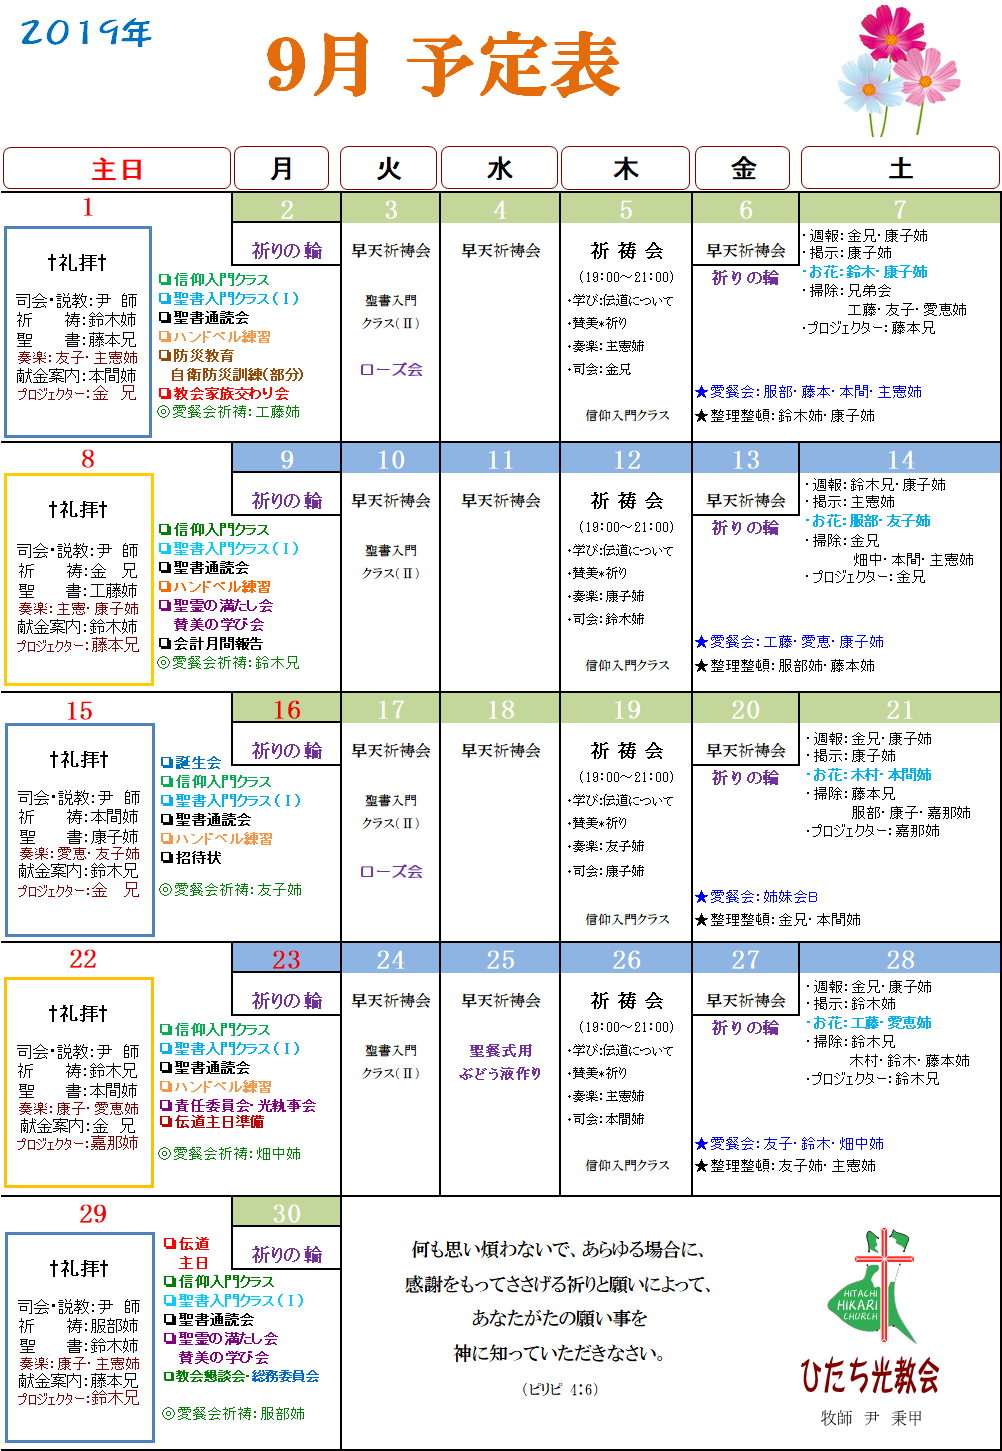 2019年
9月 予定表
主日 月 火 水 木 金 土
1 2 3 4 5 6 7
✝礼拝✝
司会・説教：尹 師
祈 祷：鈴木姉
聖 書：藤本兄
奏楽：友子・主憲姉
献金案内：本間姉
プロジェクター：金 兄
❏信仰入門クラス
❏聖書入門クラス（Ⅰ）
❏聖書通読会
❏ハンドベル練習
❏防災教育
自衛防災訓練（部分）
❏教会家族交わり会
◎愛餐会祈祷：工藤姉
祈りの輪
早天祈祷会
聖書入門
クラス（Ⅱ）
ローズ会
早天祈祷会
祈 祷 会
（19：00～21：00）
・学び：伝道について
・賛美*祈り
・奏楽：主憲姉
・司会：金兄
信仰入門クラス
早天祈祷会
祈りの輪
・週報：金兄・康子姉
・掲示：康子姉
・お花：鈴木・康子姉
・掃除：兄弟会
工藤・友子・愛恵姉
・プロジェクター：藤本兄
★愛餐会：服部・藤本・本間・主憲姉
★整理整頓：鈴木姉・康子姉
8 9 10 11 12 13 14
✝礼拝✝
司会・説教：尹 師
祈 祷：金 兄
聖 書：工藤姉
奏楽：主憲・康子姉
献金案内：鈴木姉
プロジェクター：藤本兄
❏信仰入門クラス
❏聖書入門クラス（Ⅰ）
❏聖書通読会
❏ハンドベル練習
❏聖霊の満たし会
賛美の学び会
❏会計月間報告
◎愛餐会祈祷：鈴木兄
祈りの輪
早天祈祷会
聖書入門
クラス（Ⅱ）
早天祈祷会
祈 祷 会
（19：00～21：00）
・学び：伝道について
・賛美*祈り
・奏楽：康子姉
・司会：鈴木姉
信仰入門クラス
早天祈祷会
祈りの輪
・週報：鈴木兄・康子姉
・掲示：主憲姉
・お花：服部・友子姉
・掃除：金兄
畑中・本間・主憲姉
・プロジェクター：金兄
★愛餐会：工藤・愛恵・康子姉
★整理整頓：服部姉・藤本姉
15 16 17 18 19 20 21
✝礼拝✝
司会・説教：尹 師
祈 祷：本間姉
聖 書：康子姉
奏楽：愛恵・友子姉
献金案内：鈴木兄
プロジェクター：金 兄
❏誕生会
❏信仰入門クラス
❏聖書入門クラス（Ⅰ）
❏聖書通読会
❏ハンドベル練習
❏招待状
◎愛餐会祈祷：友子姉
祈りの輪
早天祈祷会
聖書入門
クラス（Ⅱ）
ローズ会
早天祈祷会
祈 祷 会
（19：00～21：00）
・学び：伝道について
・賛美*祈り
・奏楽：友子姉
・司会：康子姉
信仰入門クラス
早天祈祷会
祈りの輪
・週報：金兄・康子姉
・掲示：康子姉
・お花：木村・本間姉
・掃除：藤本兄
服部・康子・嘉那姉
・プロジェクター：嘉那姉
★愛餐会：姉妹会B
★整理整頓：金兄・本間姉
22 23 24 25 26 27 28
✝礼拝✝
司会・説教：尹 師
祈 祷：鈴木兄
聖 書：本間姉
奏楽：康子・愛恵姉
献金案内：金 兄
プロジェクター：嘉那姉
❏信仰入門クラス
❏聖書入門クラス（Ⅰ）
❏聖書通読会
❏ハンドベル練習
❏責任委員会・光執事会
❏伝道主日準備
◎愛餐会祈祷：畑中姉
祈りの輪
早天祈祷会
聖書入門
クラス（Ⅱ）
早天祈祷会
聖餐式用
ぶどう液作り
祈 祷 会
（19：00～21：00）
・学び：伝道について
・賛美*祈り
・奏楽：主憲姉
・司会：本間姉
信仰入門クラス
早天祈祷会
祈りの輪
・週報：金兄・康子姉
・掲示：鈴木姉
・お花：工藤・愛恵姉
・掃除：鈴木兄
木村・鈴木・藤本姉
・プロジェクター：鈴木兄
★愛餐会：友子・鈴木・畑中姉
★整理整頓：友子姉・主憲姉
29 30
✝礼拝✝
司会・説教：尹 師
祈 祷：服部姉
聖 書：鈴木姉
奏楽：康子・主憲姉
献金案内：藤本兄
プロジェクター：鈴木兄
❏伝道
主日
❏信仰入門クラス
❏聖書入門クラス（Ⅰ）
❏聖書通読会
❏聖霊の満たし会
賛美の学び会
❏教会懇談会・総務委員会
◎愛餐会祈祷：服部姉
祈りの輪
何も思い煩わないで、あらゆる場合に、
感謝をもってささげる祈りと願いによって、
あなたがたの願い事を
神に知っていただきなさい。
（ピリピ 4：6）
HITACHI
HIKARI
CHURCH
ひたち光教会
牧師 尹 秉甲